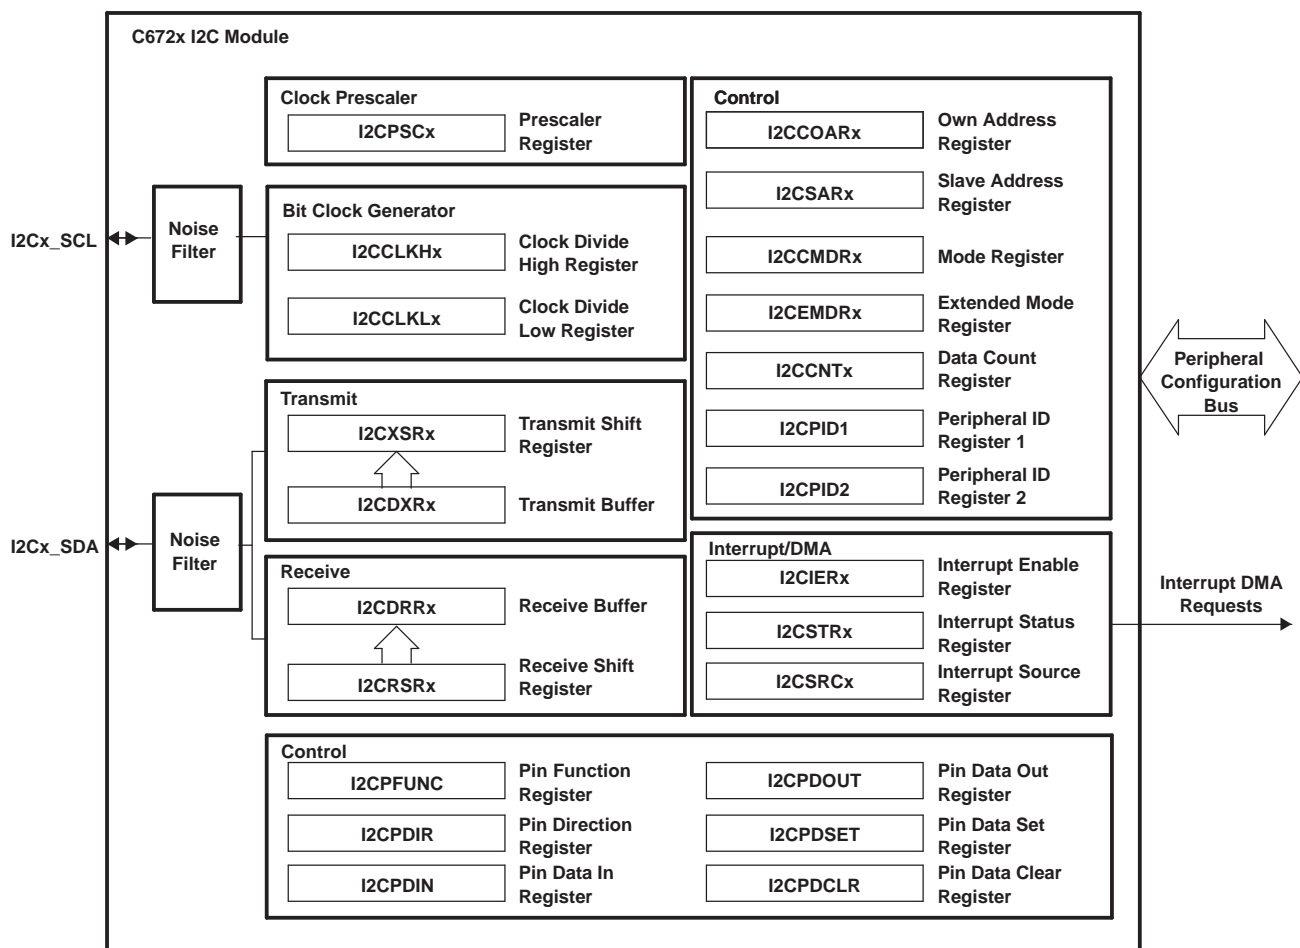 C672x I2C Module
Clock Prescaler
I2CPSCx
Prescaler
Register
I2Cx_SCL
Noise
Filter
Bit Clock Generator
I2CCLKHx
Clock Divide
High Register
I2CCLKLx
Clock Divide
Low Register
Transmit
I2CXSRx
Transmit Shift
Register
I2CDXRx
Transmit Buffer
I2Cx_SDA
Noise
Filter
Receive
I2CDRRx
Receive Buffer
I2CRSRx
Receive Shift
Register
Control
I2CCOARx
Own Address
Register
I2CSARx
Slave Address
Register
I2CCMDRx
Mode Register
I2CEMDRx
Extended Mode
Register
I2CCNTx
Data Count
Register
I2CPID1
Peripheral ID
Register 1
I2CPID2
Peripheral ID
Register 2
Interrupt/DMA
I2CIERx
Interrupt Enable
Register
I2CSTRx
Interrupt Status
Register
I2CSRCx
Interrupt Source
Register
Peripheral
Configuration
Bus
Interrupt DMA
Requests
Control
I2CPFUNC
Pin Function
Register
I2CPDIR
Pin Direction
Register
I2CPDIN
Pin Data In
Register
I2CPDOUT
Pin Data Out
Register
I2CPDSET
Pin Data Set
Register
I2CPDCLR
Pin Data Clear
Register